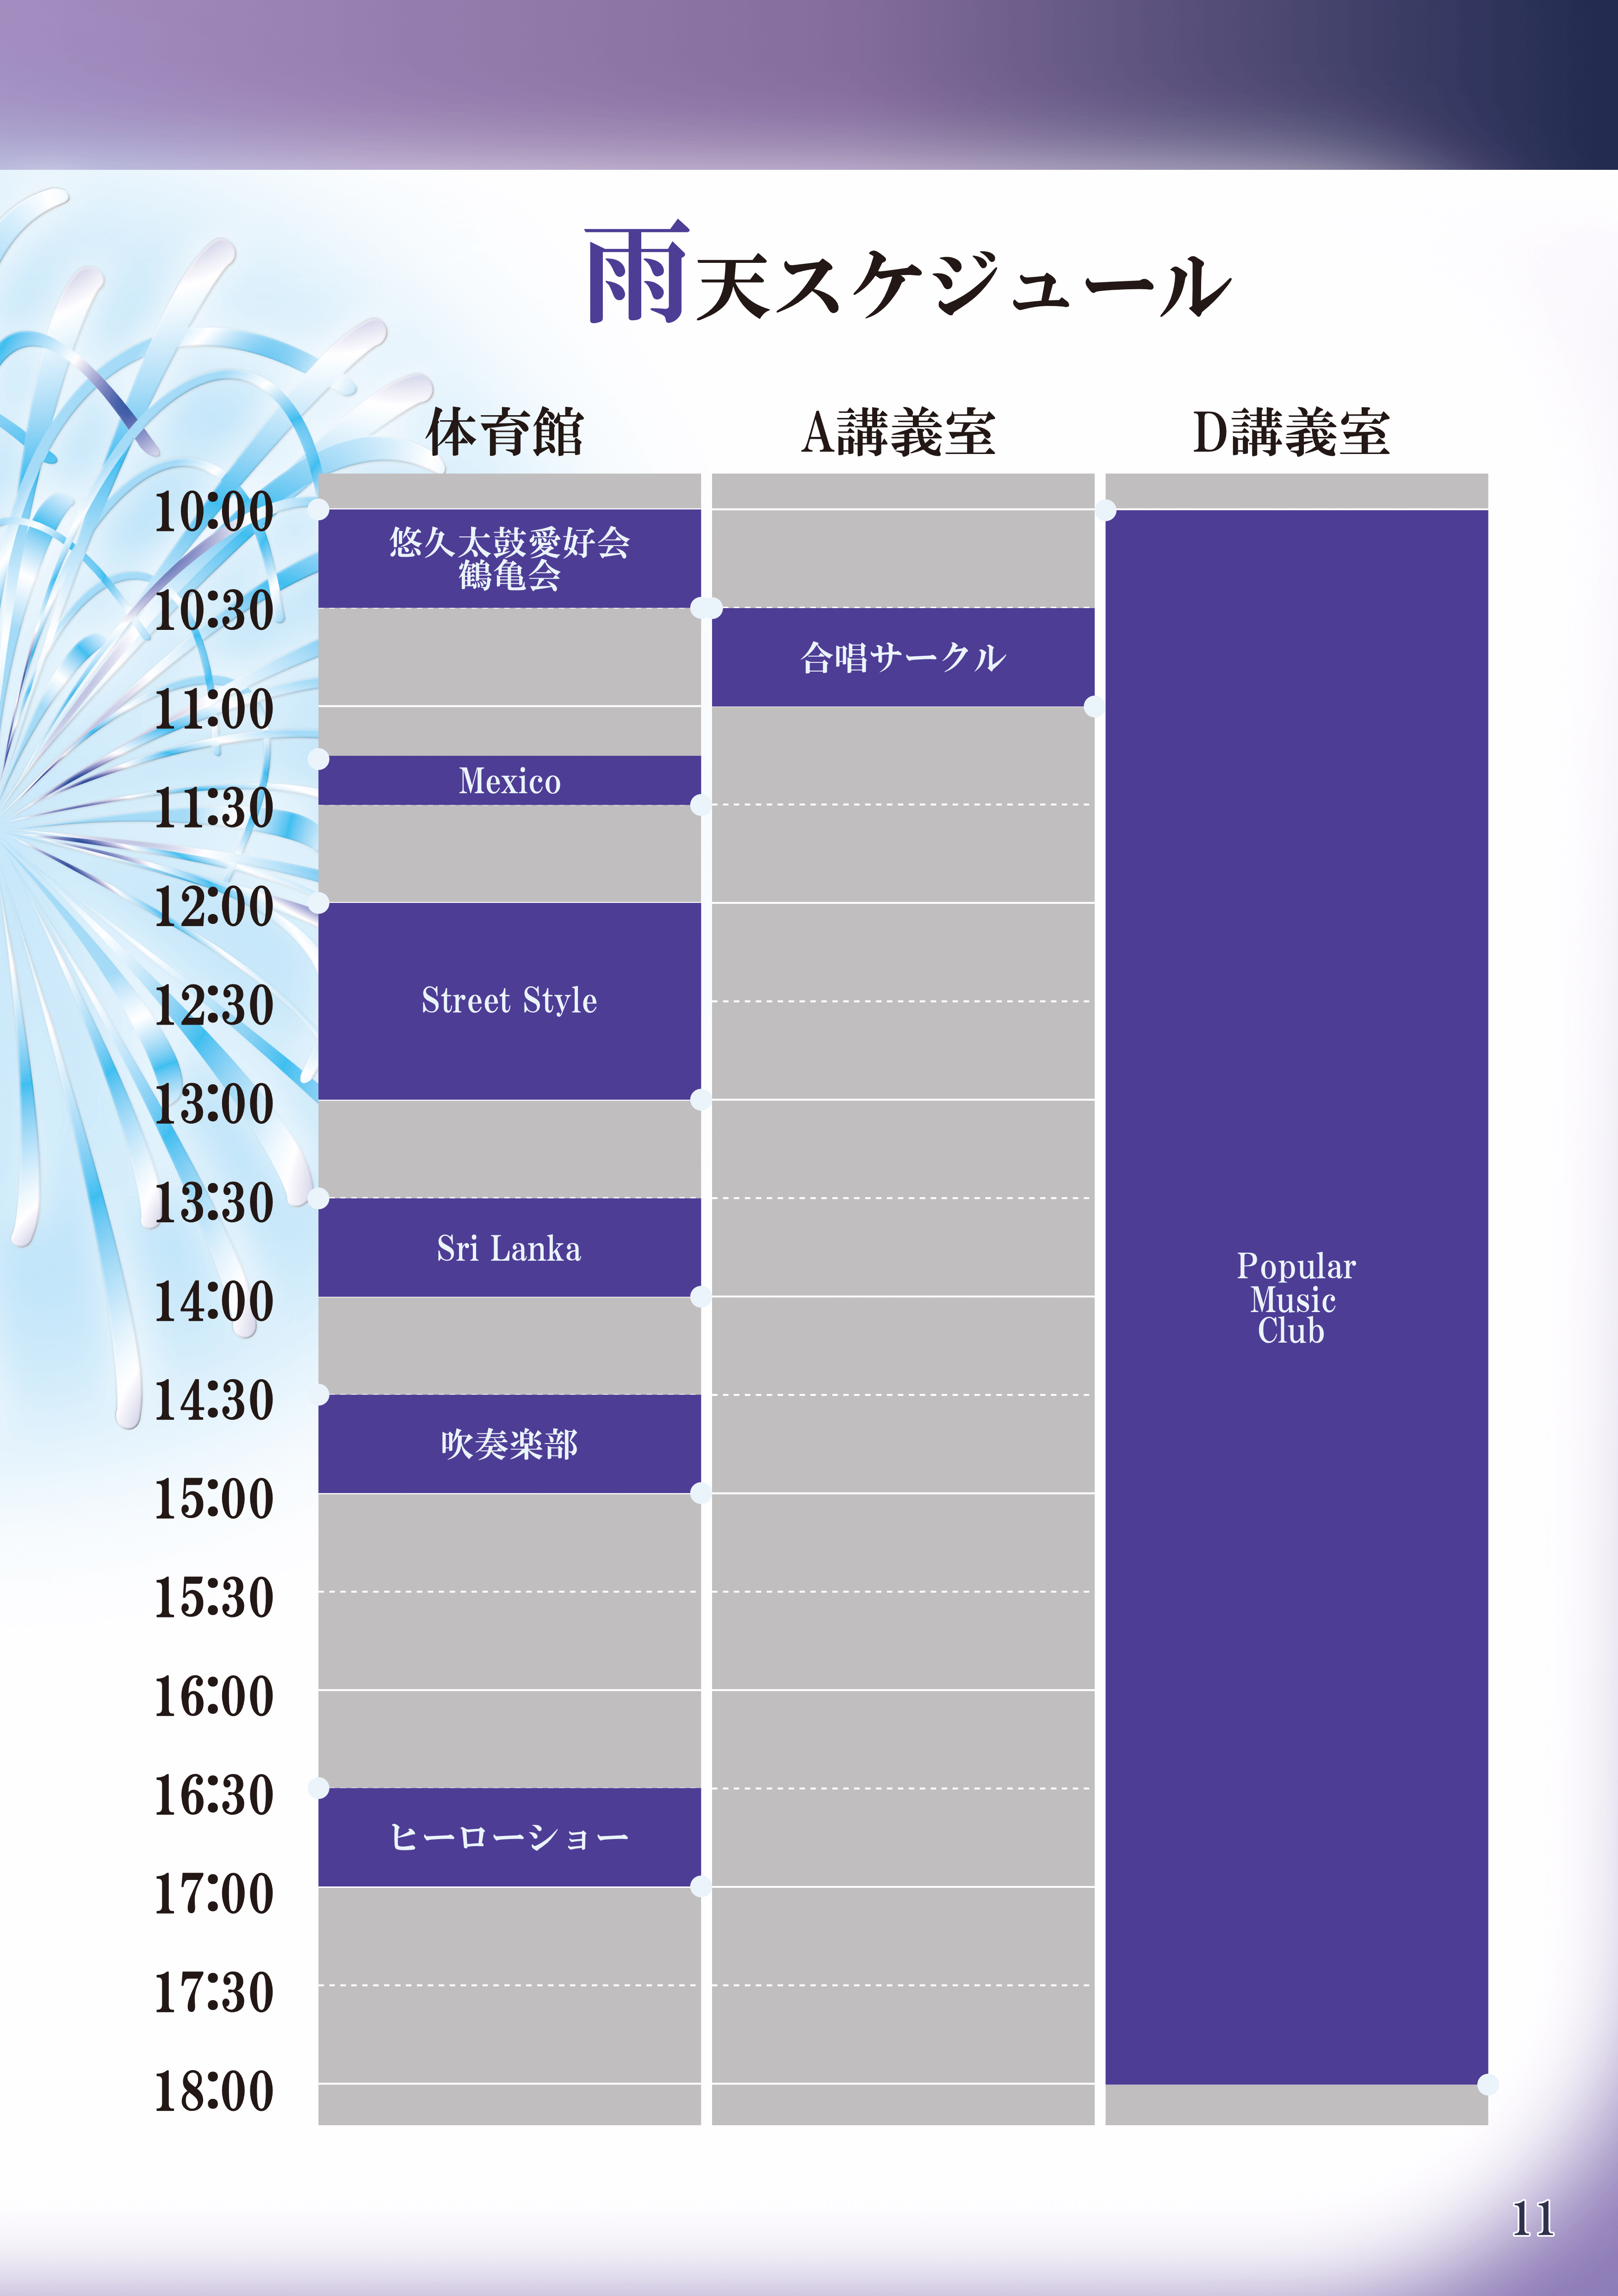 雨天スケジュール
体育館 A講義室 D講義室
10:00
悠久太鼓愛好会
鶴亀会
10:30
合唱サークル
11:00
Mexico
11:30
12:00
12:30
Street Style
13:00
13:30
Sri Lanka
Popular
Music
Club
14:00
14:30
吹奏楽部
15:00
15:30
16:00
16:30
ヒーローショー
17:00
17:30
18:00
11